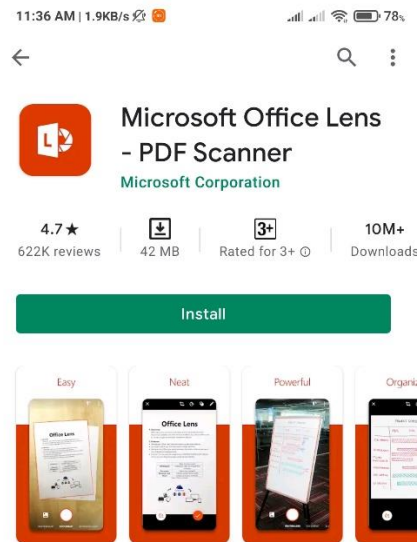 11:36 AM | 1.9KB/s
78%
Microsoft Office Lens
- PDF Scanner
Microsoft Corporation
4.7★
3+
10M+
622K reviews
42 MB
Rated for 3+ ⓘ
Downloads
Install
Easy
Neat
Powerful
Organiz
Office Lens
Office Lens